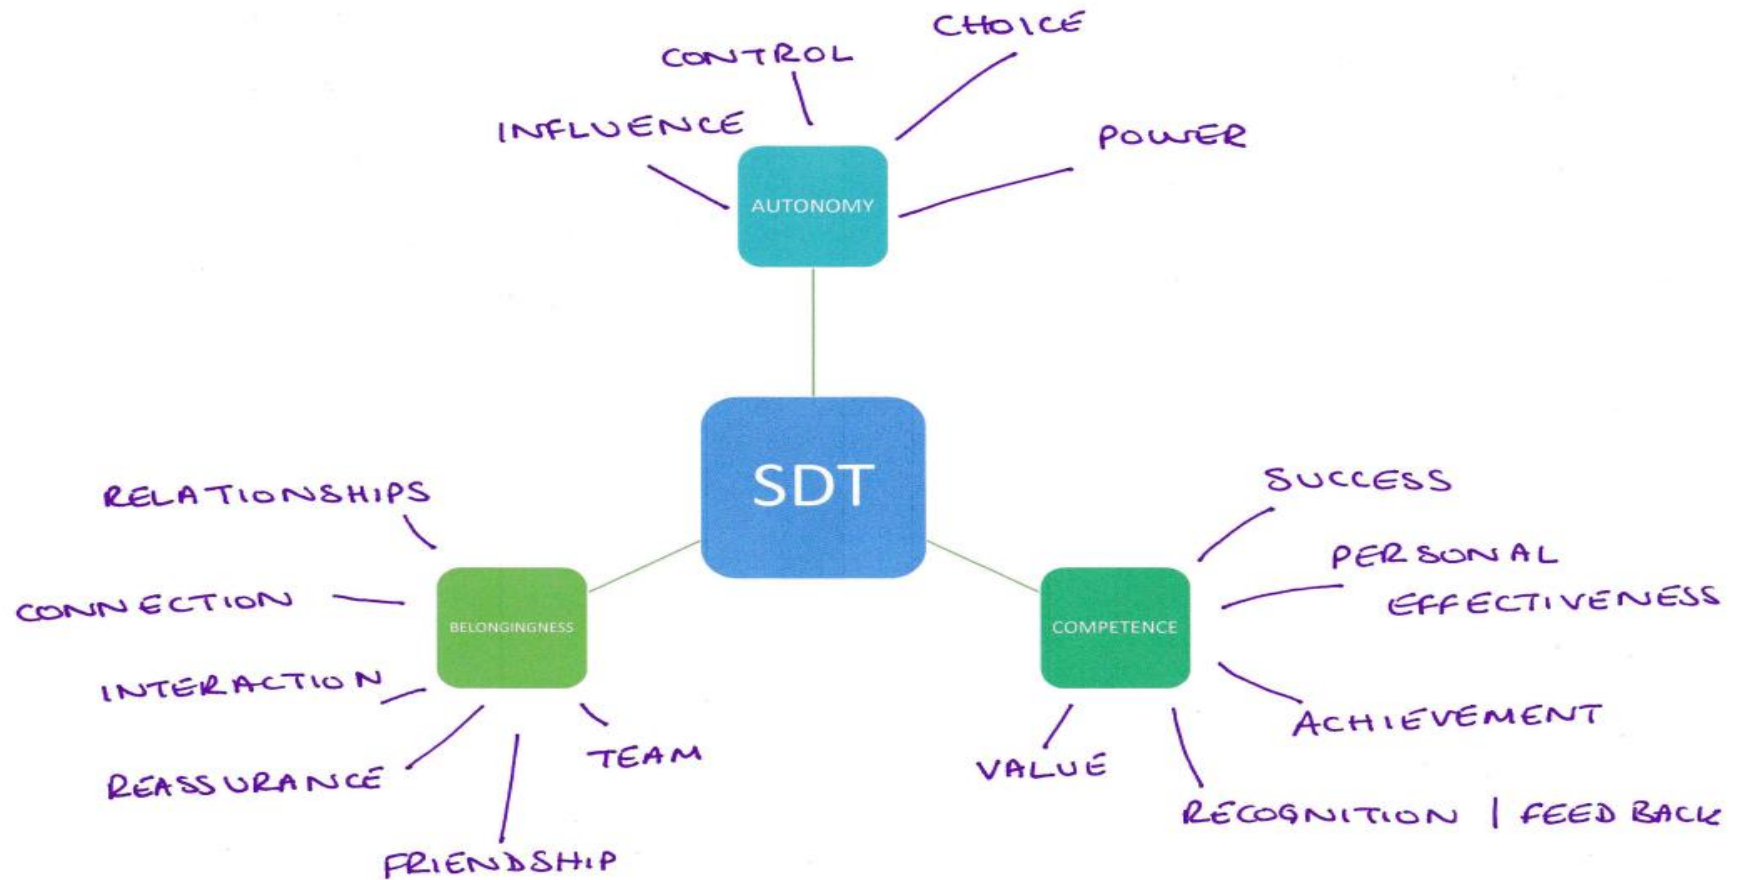 CHOICE
CONTROL
INFLUENCE
POWER
AUTONOMY
SDT
RELATIONSHIPS
CONNECTION
BELONGINGNESS
INTERACTION
REASSURANCE
TEAM
FRIENDSHIP
SUCCESS
PERSONAL
EFFECTIVENESS
COMPETENCE
ACHIEVEMENT
VALUE
RECOGNITION | FEEDBACK